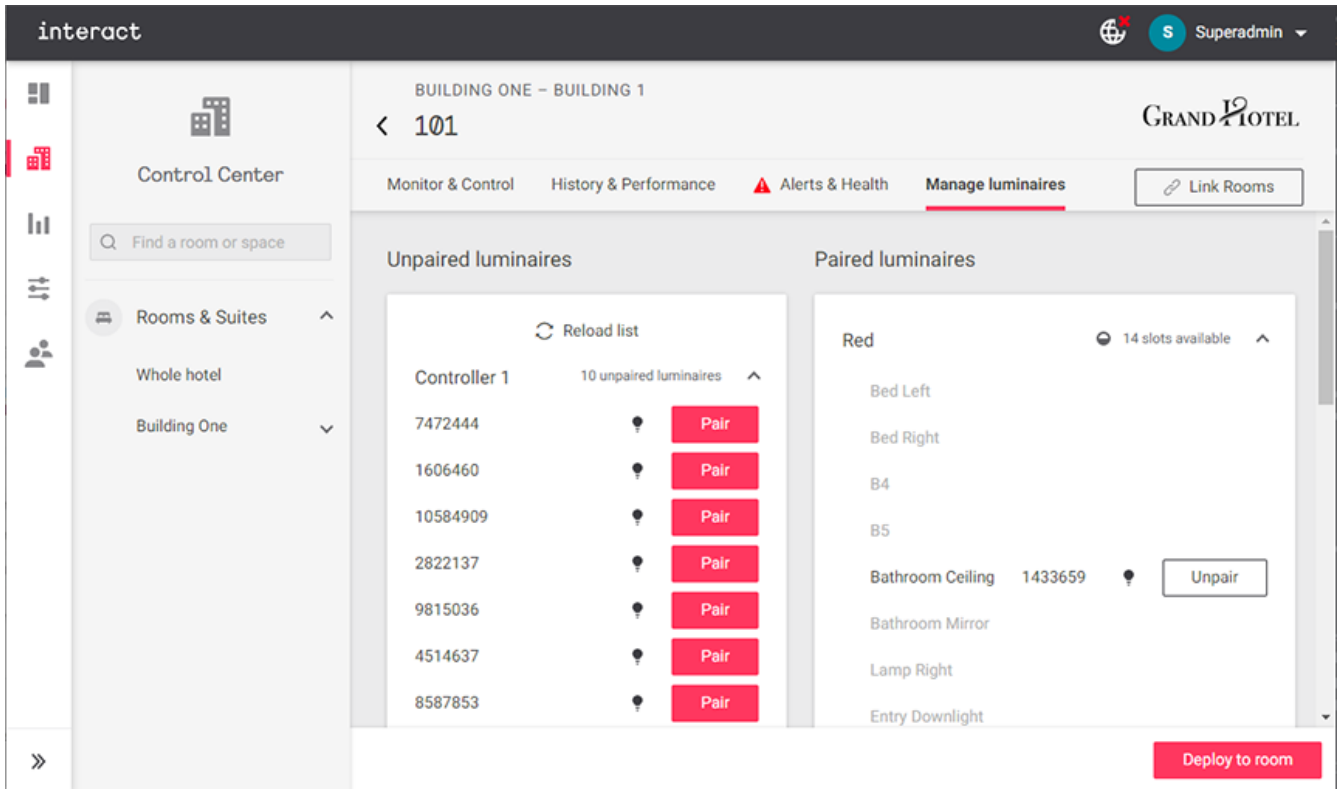 interact
S Superadmin
Control Center
Find a room or space
Rooms & Suites
Whole hotel
Building One
BUILDING ONE – BUILDING 1
101
GRAND HOTEL
Monitor & Control History & Performance Alerts & Health Manage luminaires Link Rooms
Unpaired luminaires
Reload list
Controller 1 10 unpaired luminaires
7472444 Pair
1606460 Pair
10584909 Pair
2822137 Pair
9815036 Pair
4514637 Pair
8587853 Pair
Paired luminaires
Red 14 slots available
Bed Left
Bed Right
B4
B5
Bathroom Ceiling 1433659 Unpair
Bathroom Mirror
Lamp Right
Entry Downlight
Deploy to room